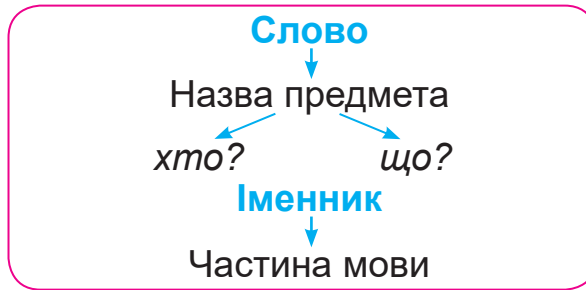 Слово
Назва предмета
хто? що?
Іменник
Частина мови